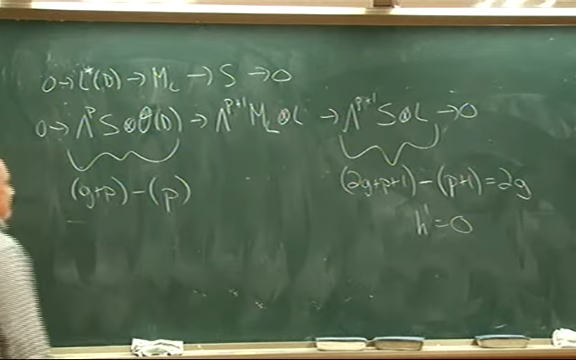 0 → L*(D) → M_L → S → 0
0 → Λ^p S ⊗ O(D) → Λ^{p+1} M_L ⊗ L → Λ^{p+1} S ⊗ L → 0
(g+p) − (p) (2g+p+1) − (p+1) = 2g
h' = 0